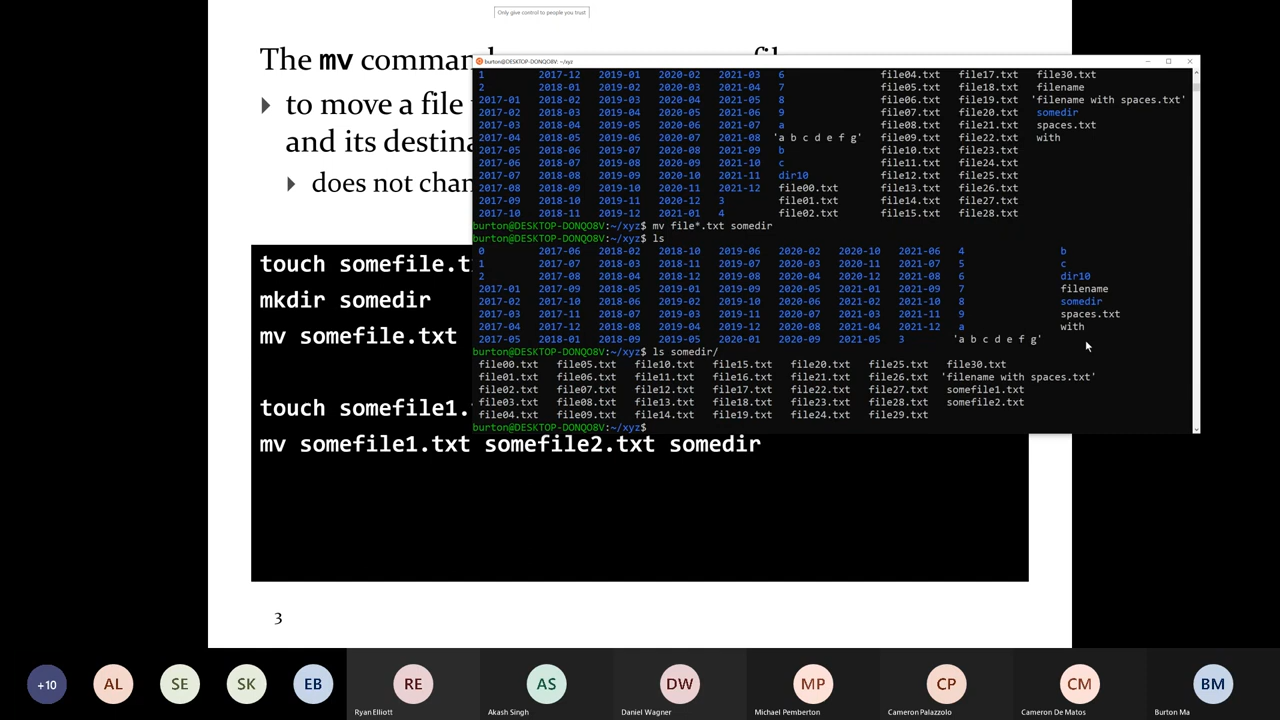 Only give control to people you trust
The mv command
to move a file
and its destina
does not chan
touch somefile.t
mkdir somedir
mv somefile.txt
touch somefile1.
mv somefile1.txt somefile2.txt somedir
3
burton@DESKTOP-DONQO8V: ~/xyz
1 2017-12 2019-01 2020-02 2021-03 6 file04.txt file17.txt file30.txt
2 2018-01 2019-02 2020-03 2021-04 7 file05.txt file18.txt filename
2017-01 2018-02 2019-03 2020-04 2021-05 8 file06.txt file19.txt 'filename with spaces.txt'
2017-02 2018-03 2019-04 2020-05 2021-06 9 file07.txt file20.txt somedir
2017-03 2018-04 2019-05 2020-06 2021-07 a file08.txt file21.txt spaces.txt
2017-04 2018-05 2019-06 2020-07 2021-08 'a b c d e f g' file09.txt file22.txt with
2017-05 2018-06 2019-07 2020-08 2021-09 b file10.txt file23.txt
2017-06 2018-07 2019-08 2020-09 2021-10 c file11.txt file24.txt
2017-07 2018-08 2019-09 2020-10 2021-11 dir10 file12.txt file25.txt
2017-08 2018-09 2019-10 2020-11 2021-12 file00.txt file13.txt file26.txt
2017-09 2018-10 2019-11 2020-12 3 file01.txt file14.txt file27.txt
2017-10 2018-11 2019-12 2021-01 4 file02.txt file15.txt file28.txt
burton@DESKTOP-DONQO8V:~/xyz$ mv file*.txt somedir
burton@DESKTOP-DONQO8V:~/xyz$ ls
0 2017-06 2018-02 2018-10 2019-06 2020-02 2020-10 2021-06 4 b
1 2017-07 2018-03 2018-11 2019-07 2020-03 2020-11 2021-07 5 c
2 2017-08 2018-04 2018-12 2019-08 2020-04 2020-12 2021-08 6 dir10
2017-01 2017-09 2018-05 2019-01 2019-09 2020-05 2021-01 2021-09 7 filename
2017-02 2017-10 2018-06 2019-02 2019-10 2020-06 2021-02 2021-10 8 somedir
2017-03 2017-11 2018-07 2019-03 2019-11 2020-07 2021-03 2021-11 9 spaces.txt
2017-04 2017-12 2018-08 2019-04 2019-12 2020-08 2021-04 2021-12 a with
2017-05 2018-01 2018-09 2019-05 2020-01 2020-09 2021-05 3 'a b c d e f g'
burton@DESKTOP-DONQO8V:~/xyz$ ls somedir/
file00.txt file05.txt file10.txt file15.txt file20.txt file25.txt file30.txt
file01.txt file06.txt file11.txt file16.txt file21.txt file26.txt 'filename with spaces.txt'
file02.txt file07.txt file12.txt file17.txt file22.txt file27.txt somefile1.txt
file03.txt file08.txt file13.txt file18.txt file23.txt file28.txt somefile2.txt
file04.txt file09.txt file14.txt file19.txt file24.txt file29.txt
burton@DESKTOP-DONQO8V:~/xyz$
+10 AL SE SK EB RE AS DW MP CP CM BM
Ryan Elliott Akash Singh Daniel Wagner Michael Pemberton Cameron Palazzolo Cameron De Matos Burton Ma